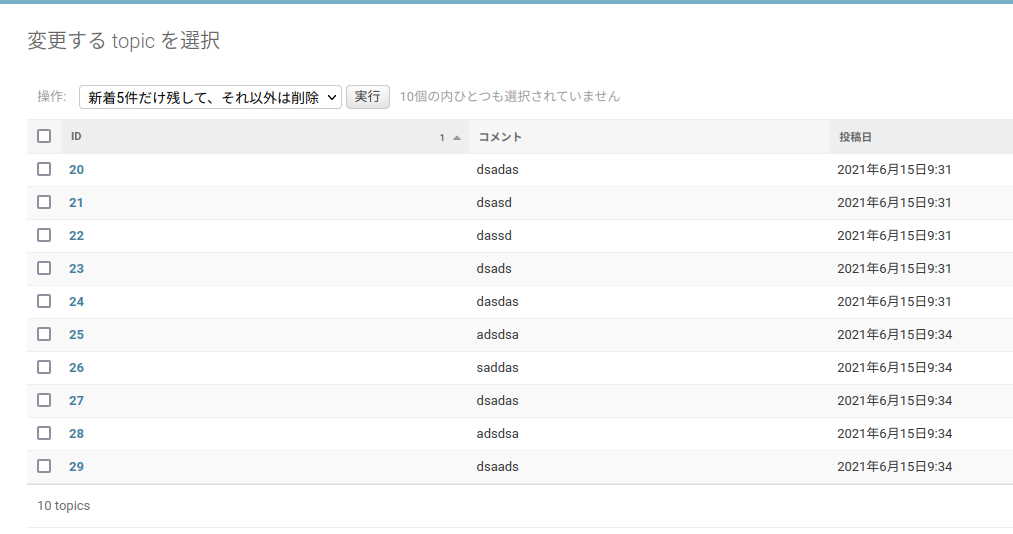 変更する topic を選択
操作: 新着5件だけ残して、それ以外は削除 実行 10個の内ひとつも選択されていません
ID 1 コメント 投稿日
20 dsadas 2021年6月15日9:31
21 dsasd 2021年6月15日9:31
22 dassd 2021年6月15日9:31
23 dsads 2021年6月15日9:31
24 dasdas 2021年6月15日9:31
25 adsdsa 2021年6月15日9:34
26 saddas 2021年6月15日9:34
27 dsadas 2021年6月15日9:34
28 adsdsa 2021年6月15日9:34
29 dsaads 2021年6月15日9:34
10 topics